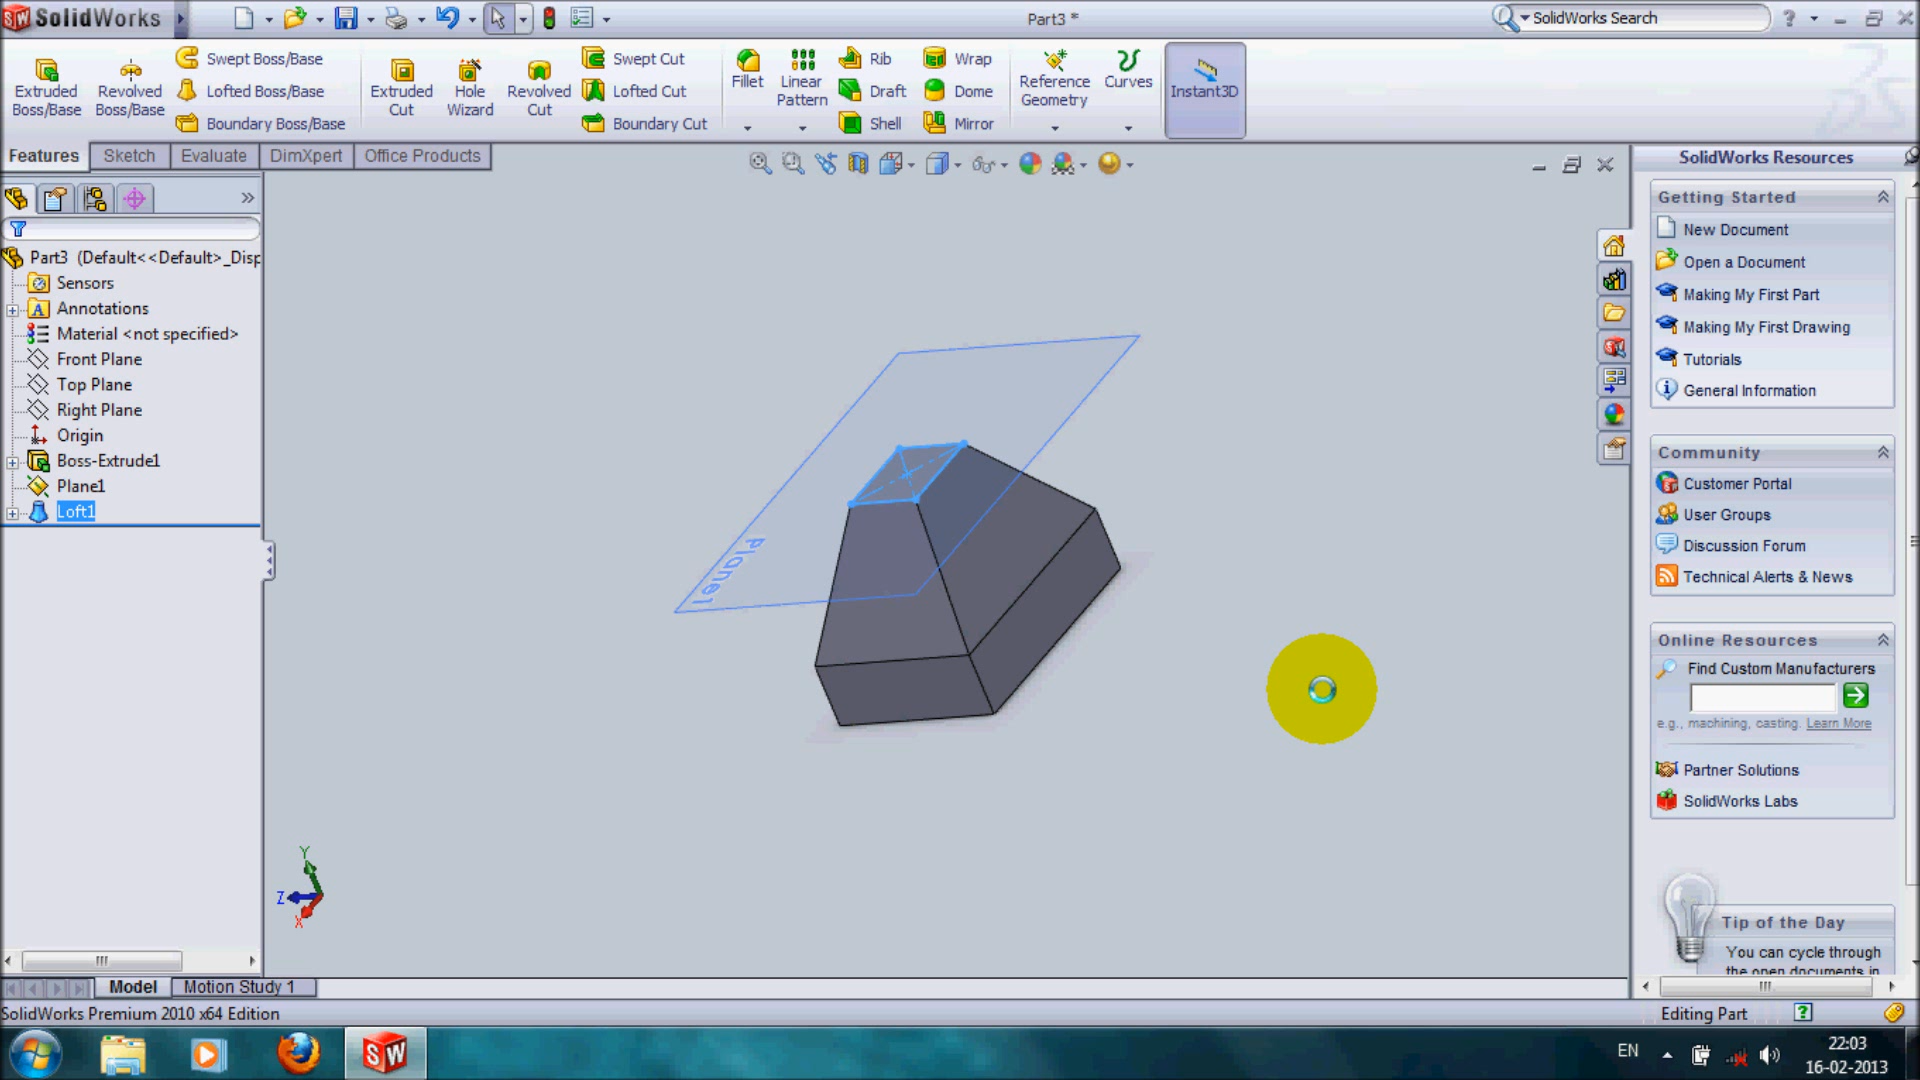 SolidWorks
Part3 *
SolidWorks Search
Extruded Boss/Base
Revolved Boss/Base
Swept Boss/Base
Lofted Boss/Base
Boundary Boss/Base
Extruded Cut
Hole Wizard
Revolved Cut
Swept Cut
Lofted Cut
Boundary Cut
Fillet
Linear Pattern
Rib
Draft
Shell
Wrap
Dome
Mirror
Reference Geometry
Curves
Instant3D
Features
Sketch
Evaluate
DimXpert
Office Products
Part3 (Default<<Default>_Disp
Sensors
Annotations
Material <not specified>
Front Plane
Top Plane
Right Plane
Origin
Boss-Extrude1
Plane1
Loft1
Plane1
Y
Z
X
SolidWorks Resources
Getting Started
New Document
Open a Document
Making My First Part
Making My First Drawing
Tutorials
General Information
Community
Customer Portal
User Groups
Discussion Forum
Technical Alerts & News
Online Resources
Find Custom Manufacturers
e.g., machining, casting. Learn More
Partner Solutions
SolidWorks Labs
Tip of the Day
You can cycle through
the open documents in
Model
Motion Study 1
SolidWorks Premium 2010 x64 Edition
Editing Part
EN
22:03
16-02-2013